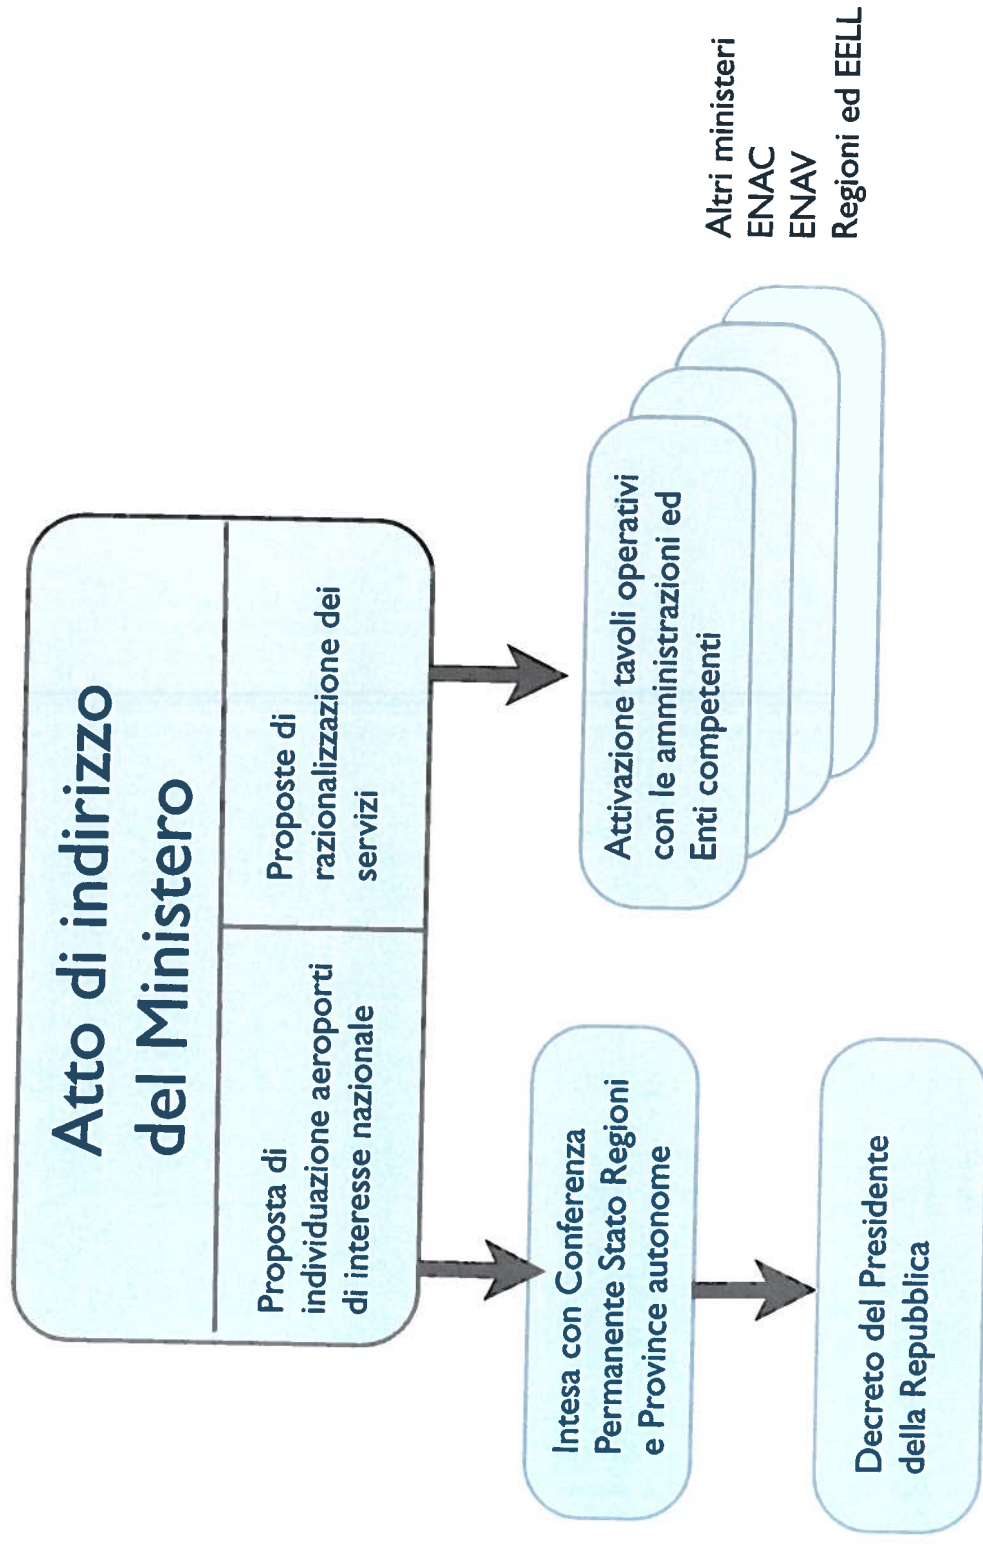 Atto di indirizzo
del Ministero
Proposta di
individuazione aeroporti
di interesse nazionale
Proposte di
razionalizzazione dei
servizi
Intesa con Conferenza
Permanente Stato Regioni
e Province autonome
Decreto del Presidente
della Repubblica
Attivazione tavoli operativi
con le amministrazioni ed
Enti competenti
Altri ministeri
ENAC
ENAV
Regioni ed EELL